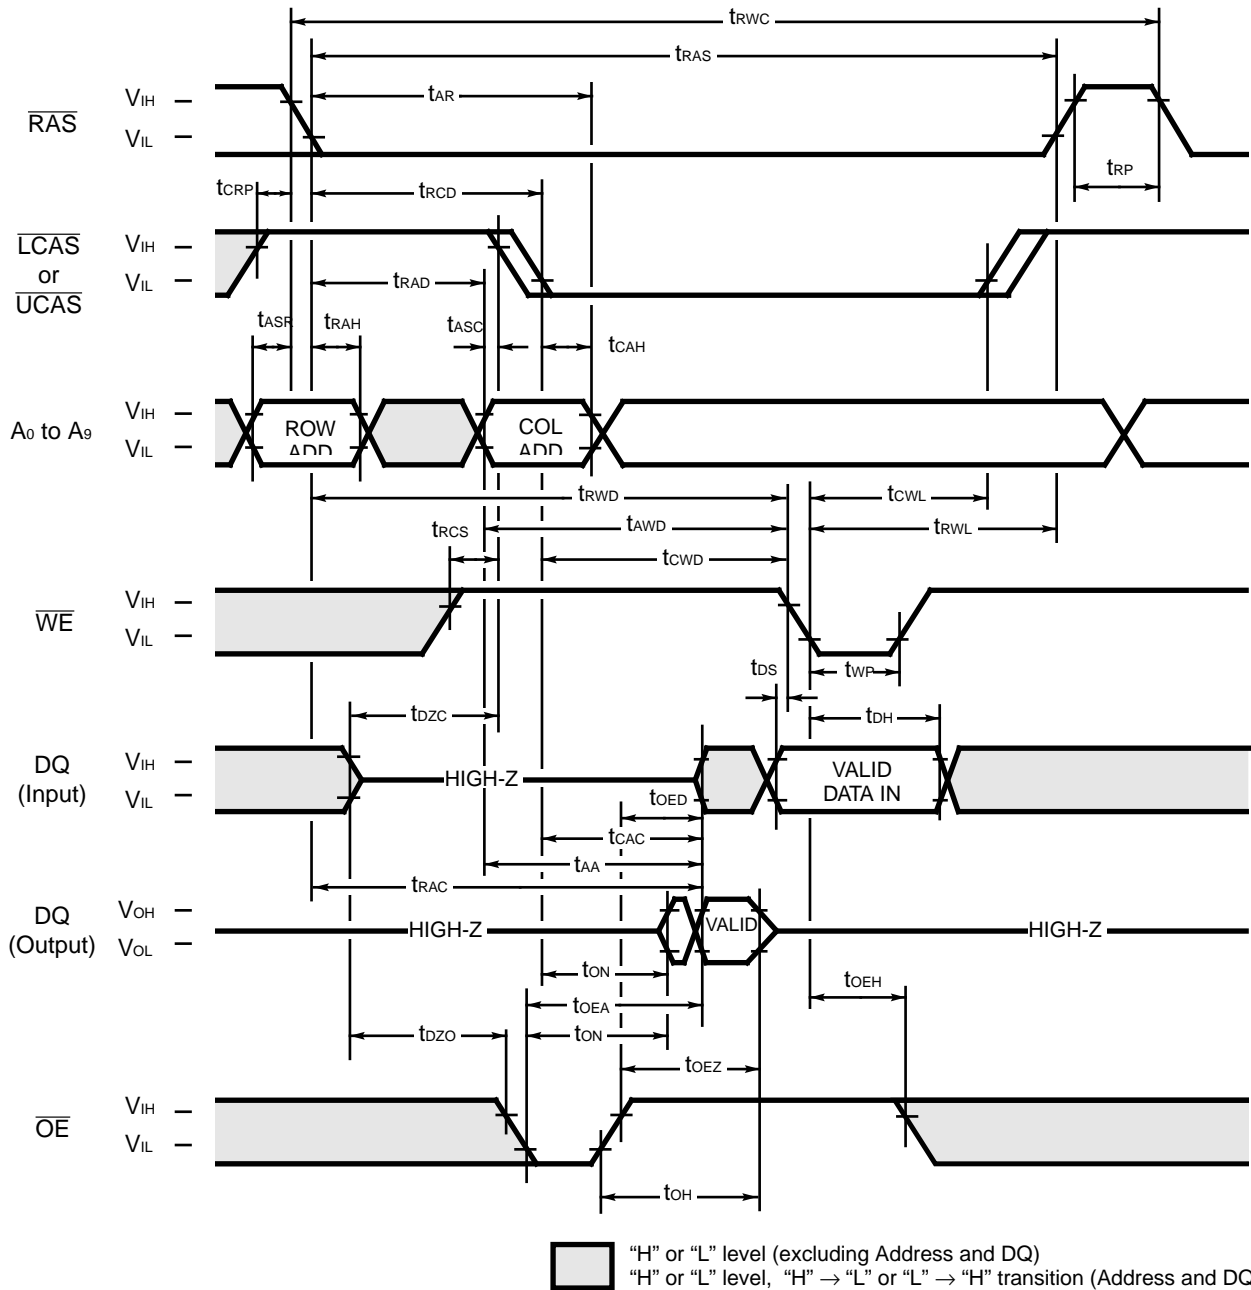 tRWC
tRAS
tAR
RAS
VIH
VIL
tCRP
tRCD
tRP
LCAS
or
UCAS
VIH
VIL
tRAD
tASR
tRAH
tASC
tCAH
A0 to A9
VIH
VIL
ROW
ADD
COL
ADD
tRWD
tCWL
tAWD
tRWL
tRCS
tCWD
WE
VIH
VIL
tDS
tWP
tDZC
tDH
DQ
(Input)
VIH
VIL
HIGH-Z
VALID
DATA IN
tOED
tCAC
tAA
tRAC
DQ
(Output)
VOH
VOL
HIGH-Z
VALID
HIGH-Z
tON
tOEH
tOEA
tDZO
tON
tOEZ
OE
VIH
VIL
tOH
“H” or “L” level (excluding Address and DQ)
“H” or “L” level, “H” → “L” or “L” → “H” transition (Address and DQ